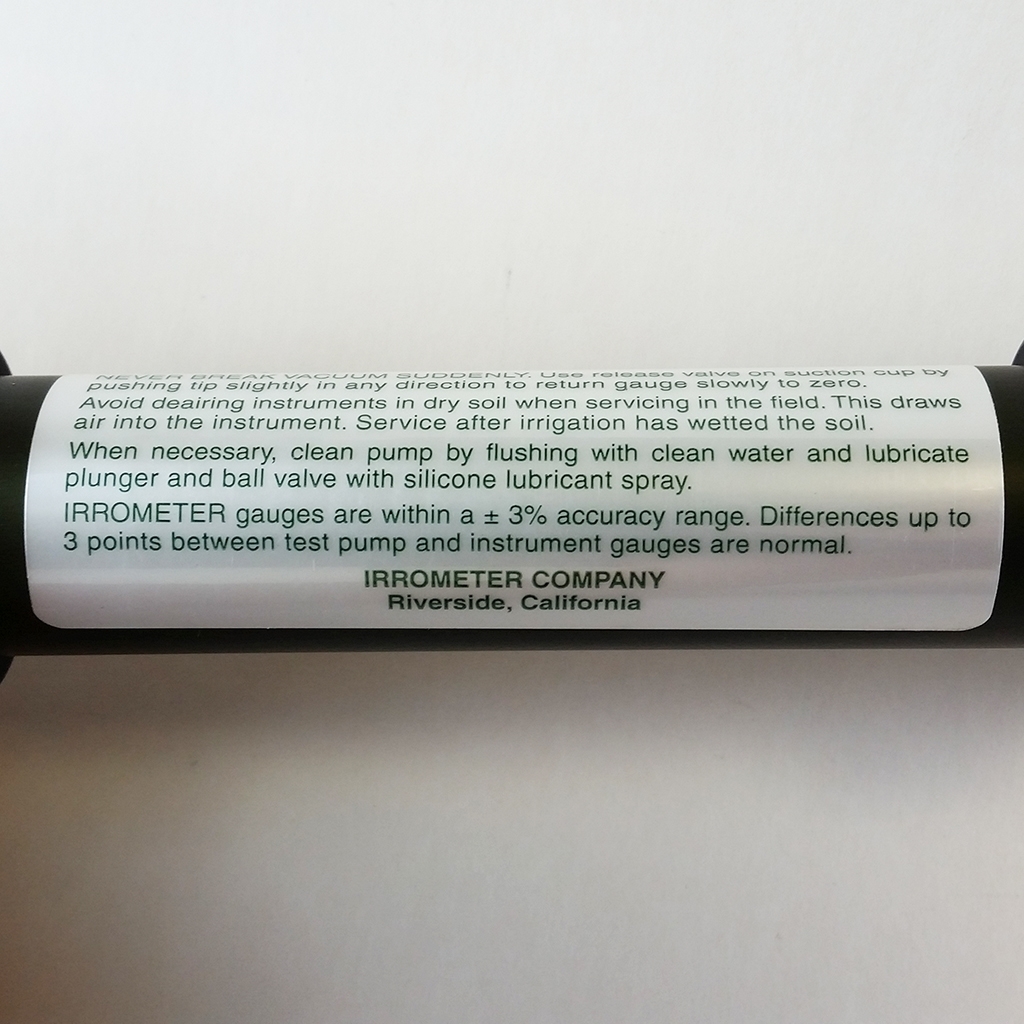 NEVER BREAK VACUUM SUDDENLY. Use release valve on suction cup by
pushing tip slightly in any direction to return gauge slowly to zero.
Avoid deairing instruments in dry soil when servicing in the field. This draws
air into the instrument. Service after irrigation has wetted the soil.
When necessary, clean pump by flushing with clean water and lubricate
plunger and ball valve with silicone lubricant spray.
IRROMETER gauges are within a ± 3% accuracy range. Differences up to
3 points between test pump and instrument gauges are normal.
IRROMETER COMPANY
Riverside, California